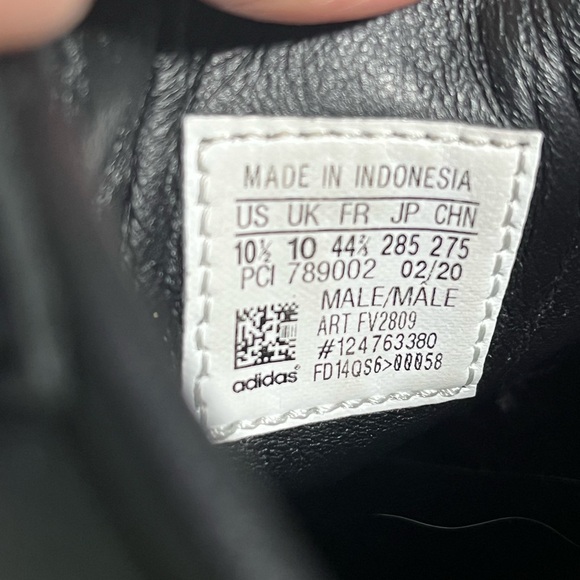 MADE IN INDONESIA
US UK FR JP CHN
10½ 10 44⅔ 285 275
PCI 789002 02/20
MALE/MÂLE
ART FV2809
#124763380
adidas FD14QS6>00058